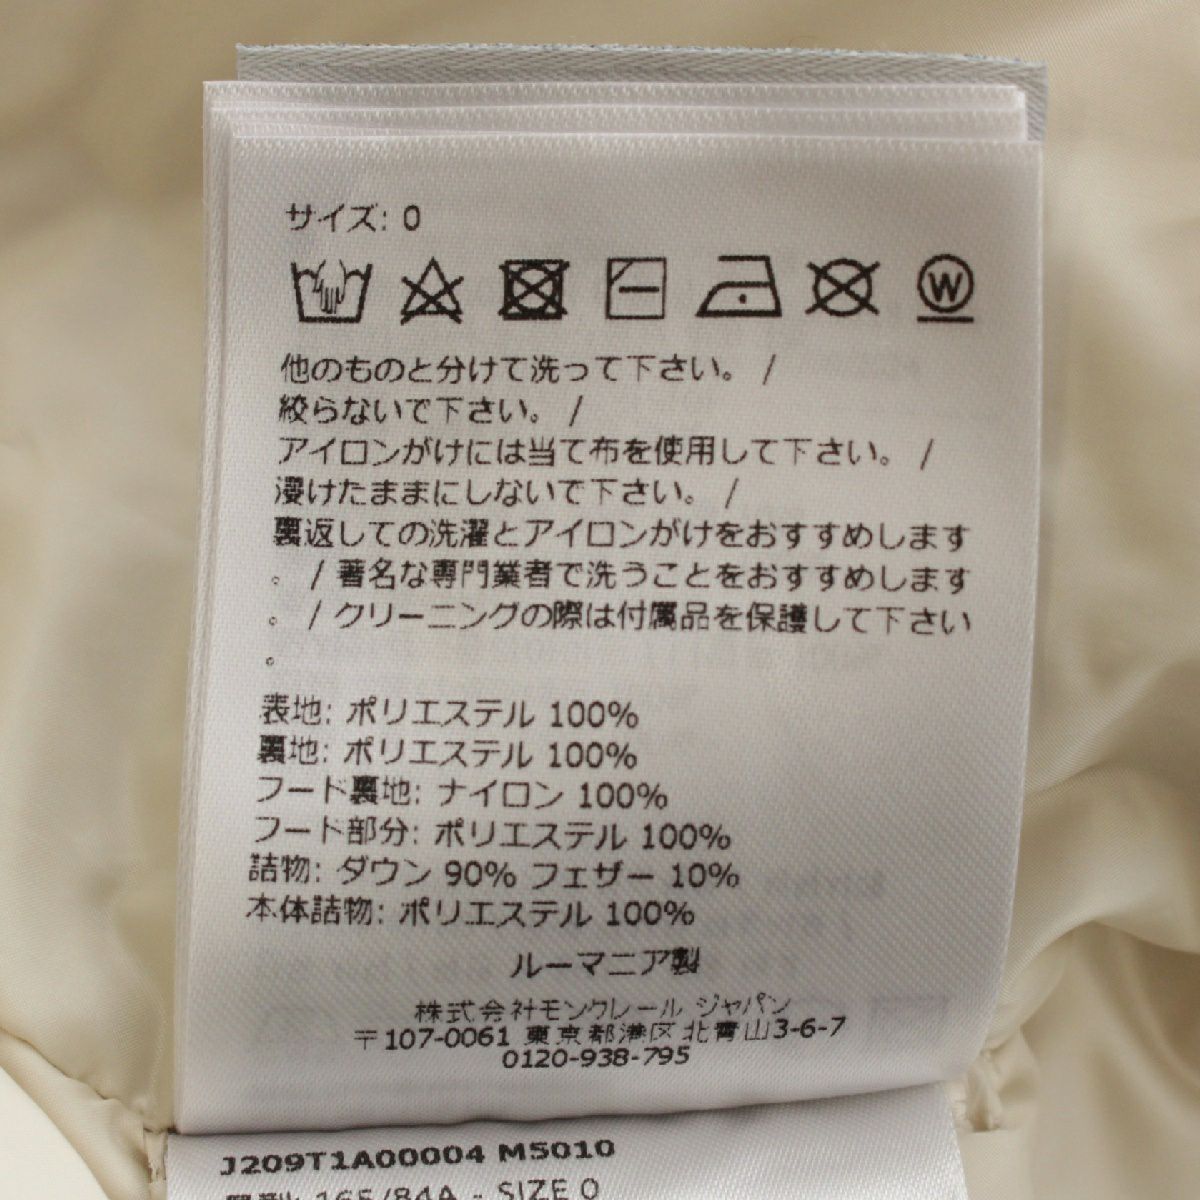 サイズ: 0
W
他のものと分けて洗って下さい。 /
絞らないで下さい。 /
アイロンがけには当て布を使用して下さい。 /
浸けたままにしないで下さい。 /
裏返しての洗濯とアイロンがけをおすすめします
。 / 著名な専門業者で洗うことをおすすめします
。 / クリーニングの際は付属品を保護して下さい
。
表地: ポリエステル 100%
裏地: ポリエステル 100%
フード裏地: ナイロン 100%
フード部分: ポリエステル 100%
詰物: ダウン 90% フェザー 10%
本体詰物: ポリエステル 100%
ルーマニア製
株式会社モンクレール ジャパン
〒107-0061 東京都港区北青山3-6-7
0120-938-795
J209T1A00004 M5010
165/84A - SIZE 0